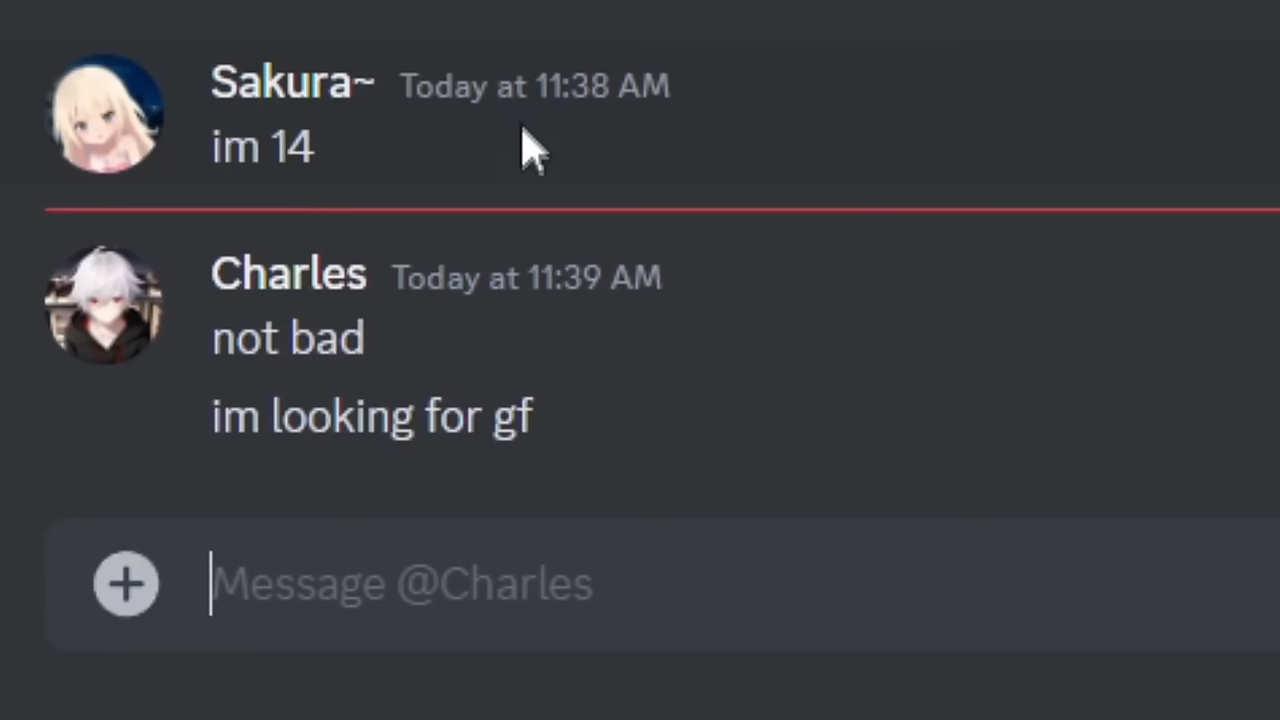 Sakura~ Today at 11:38 AM
im 14
Charles Today at 11:39 AM
not bad
im looking for gf
Message @Charles